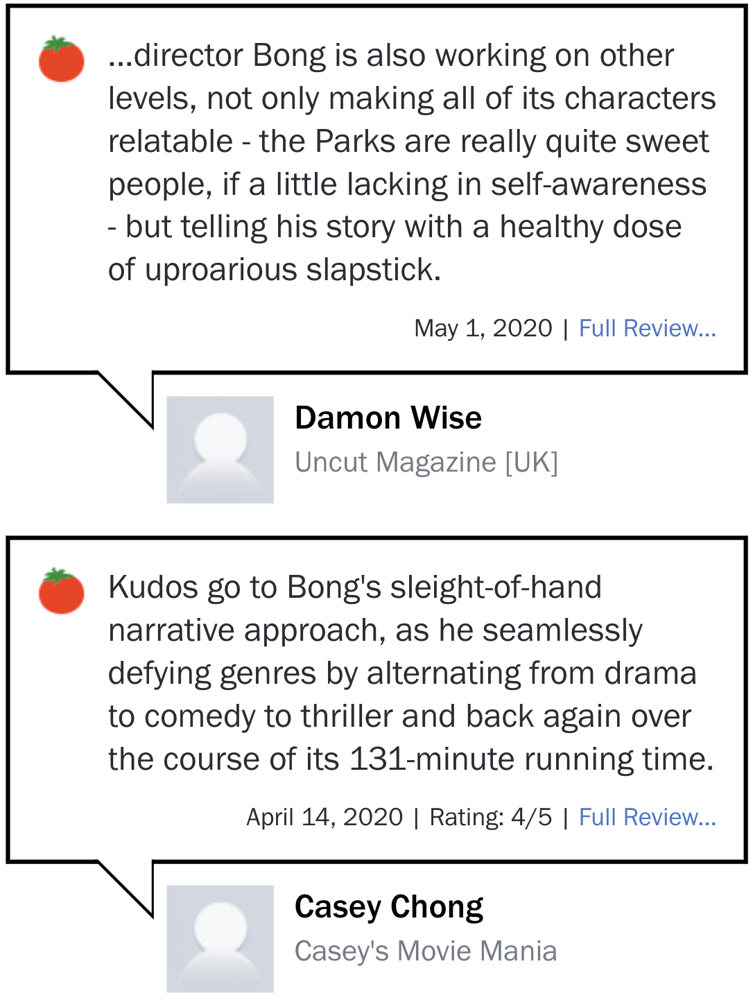 ...director Bong is also working on other
levels, not only making all of its characters
relatable - the Parks are really quite sweet
people, if a little lacking in self-awareness
- but telling his story with a healthy dose
of uproarious slapstick.
May 1, 2020 | Full Review...
Damon Wise
Uncut Magazine [UK]
Kudos go to Bong's sleight-of-hand
narrative approach, as he seamlessly
defying genres by alternating from drama
to comedy to thriller and back again over
the course of its 131-minute running time.
April 14, 2020 | Rating: 4/5 | Full Review...
Casey Chong
Casey's Movie Mania